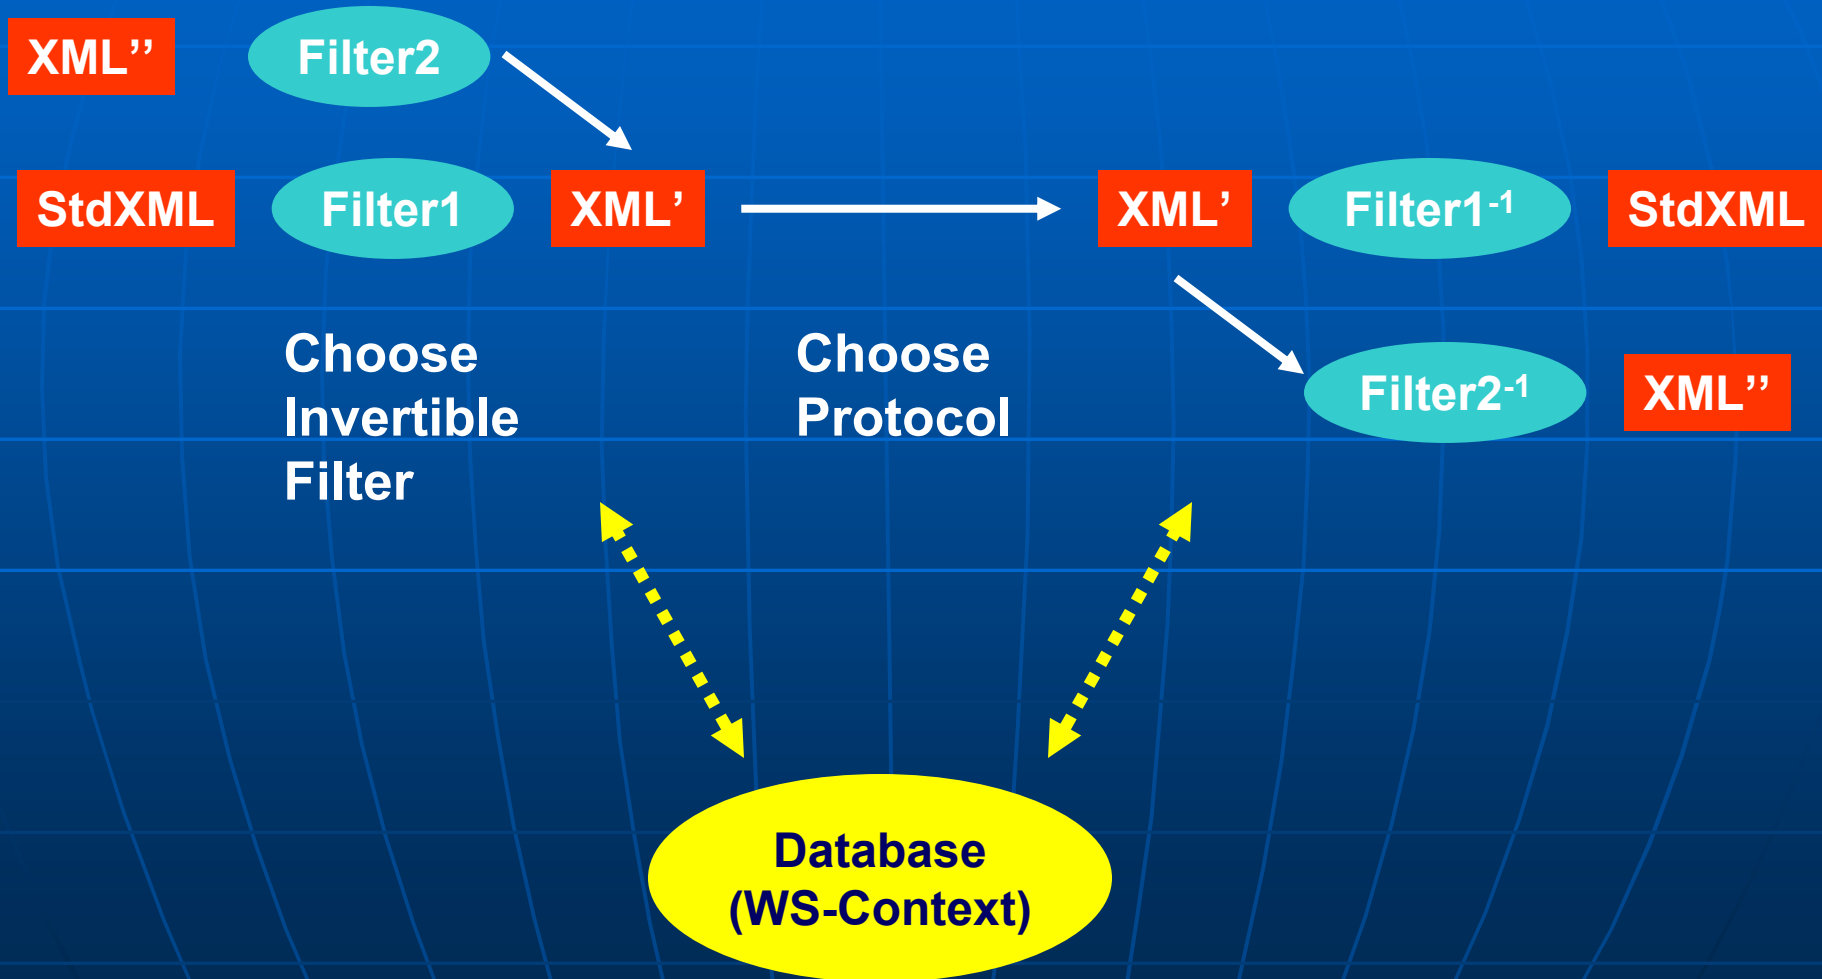 XML’’ Filter2
StdXML Filter1 XML’ XML’ Filter1-1 StdXML
Choose
Invertible
Filter
Choose
Protocol
Filter2-1 XML’’
Database
(WS-Context)